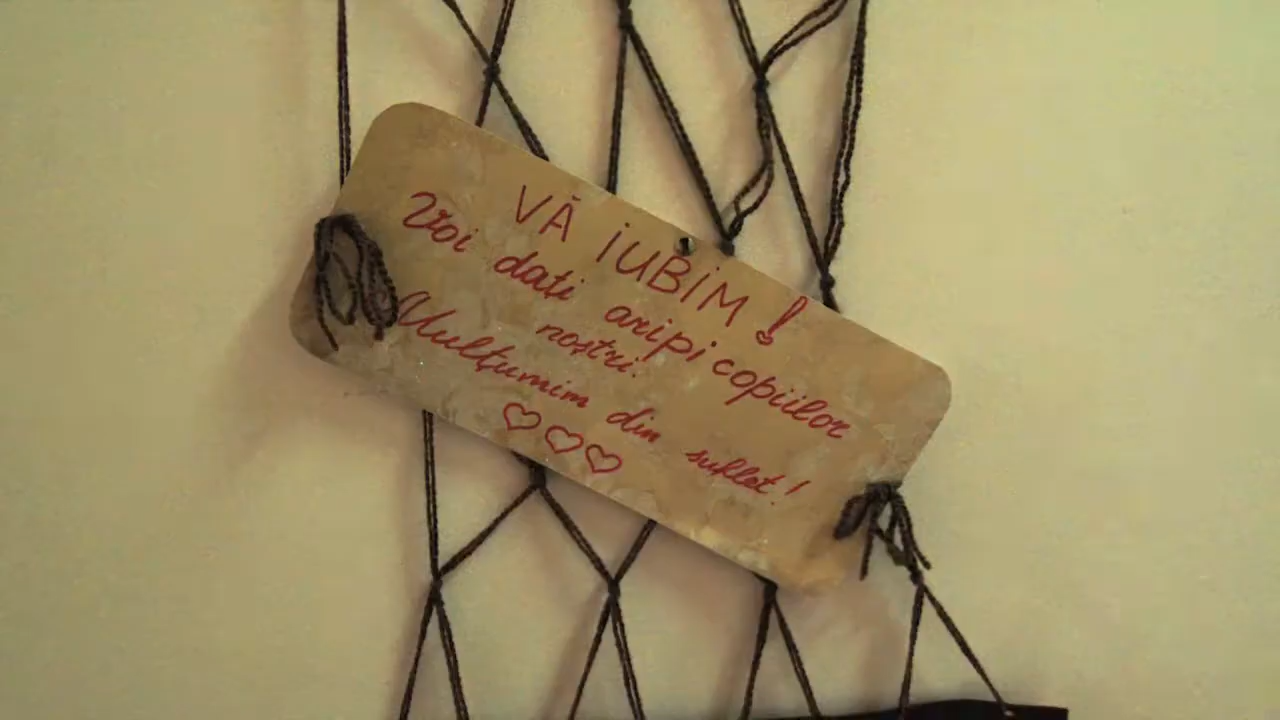 VĂ IUBIM!
Voi dați aripi copiilor
noștri.
Mulțumim din suflet!
♡♡♡